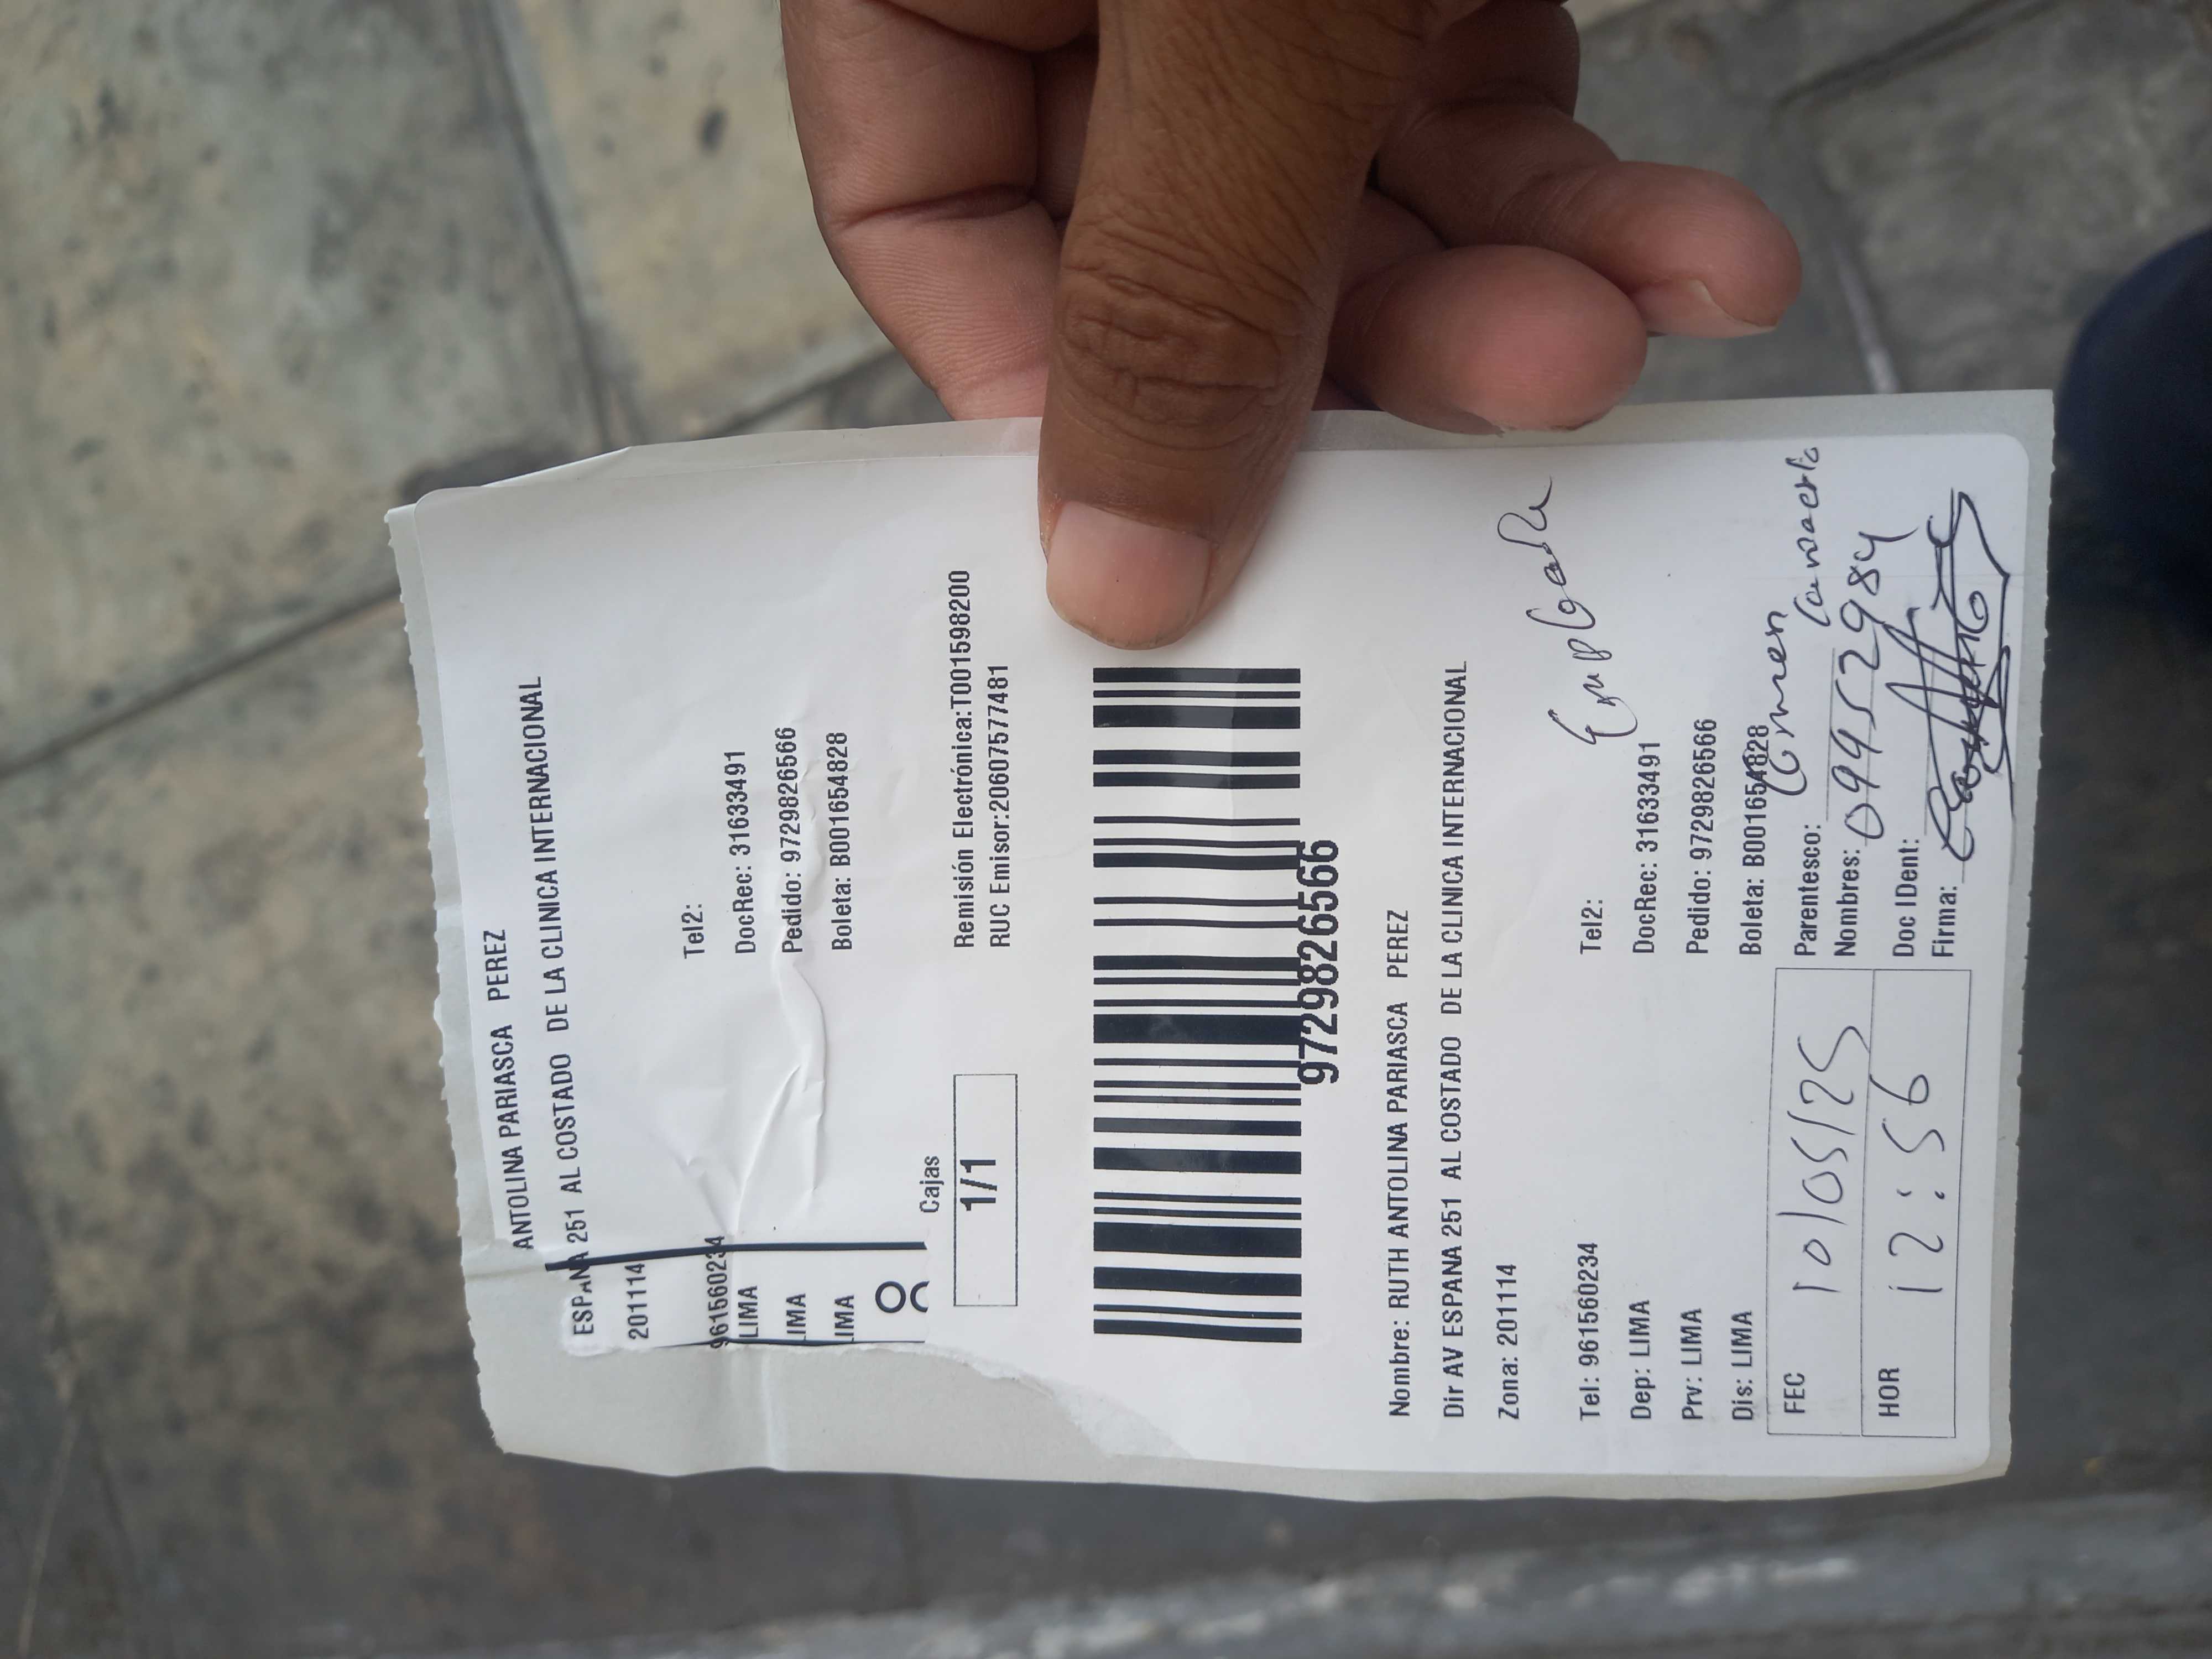 ANTOLINA PARIASCA PEREZ
ESPANA 251 AL COSTADO DE LA CLINICA INTERNACIONAL
201114
961560234 Tel2:
LIMA DocRec: 31633491
LIMA Pedido: 9729826566
LIMA Boleta: B001654828
Cajas
1/1
Remisión Electrónica:T001598200
RUC Emisor:20607577481
9729826566
Nombre: RUTH ANTOLINA PARIASCA PEREZ
Dir AV ESPANA 251 AL COSTADO DE LA CLINICA INTERNACIONAL
Zona: 201114
Empleada
Tel: 961560234 Tel2:
Dep: LIMA DocRec: 31633491
Prv: LIMA Pedido: 9729826566
Dis: LIMA Boleta: B001654828
FEC 10/05/25
HOR 12:56
Parentesco: Carmen
Nombres: 09952984
Doc IDent:
Firma: